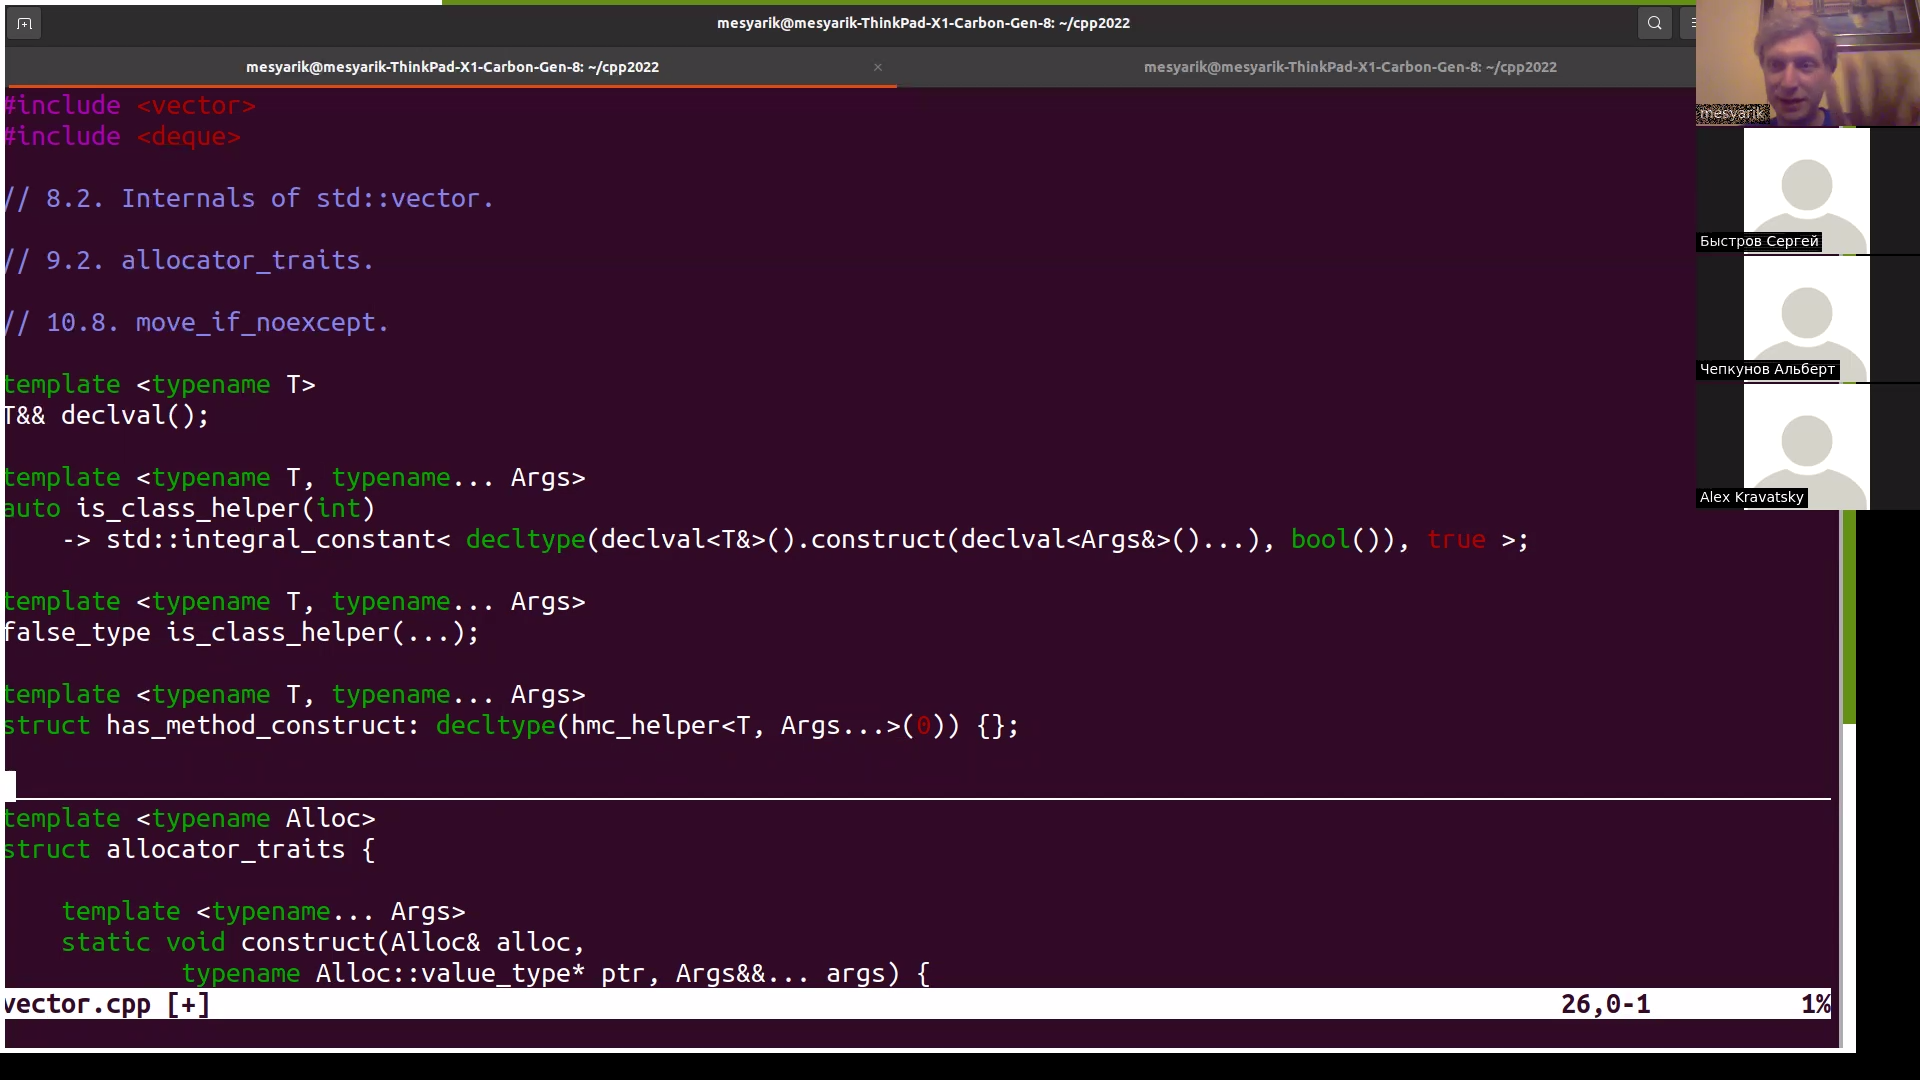 mesyarik@mesyarik-ThinkPad-X1-Carbon-Gen-8: ~/cpp2022
mesyarik@mesyarik-ThinkPad-X1-Carbon-Gen-8: ~/cpp2022 ×
mesyarik@mesyarik-ThinkPad-X1-Carbon-Gen-8: ~/cpp2022
#include <vector>
#include <deque>
// 8.2. Internals of std::vector.
// 9.2. allocator_traits.
// 10.8. move_if_noexcept.
template <typename T>
T&& declval();
template <typename T, typename... Args>
auto is_class_helper(int)
    -> std::integral_constant< decltype(declval<T&>().construct(declval<Args&>()...), bool()), true >;
template <typename T, typename... Args>
false_type is_class_helper(...);
template <typename T, typename... Args>
struct has_method_construct: decltype(hmc_helper<T, Args...>(0)) {};
template <typename Alloc>
struct allocator_traits {
    template <typename... Args>
    static void construct(Alloc& alloc,
            typename Alloc::value_type* ptr, Args&&... args) {
vector.cpp [+] 26,0-1 1%
mesyarik
Быстров Сергей
Чепкунов Альберт
Alex Kravatsky